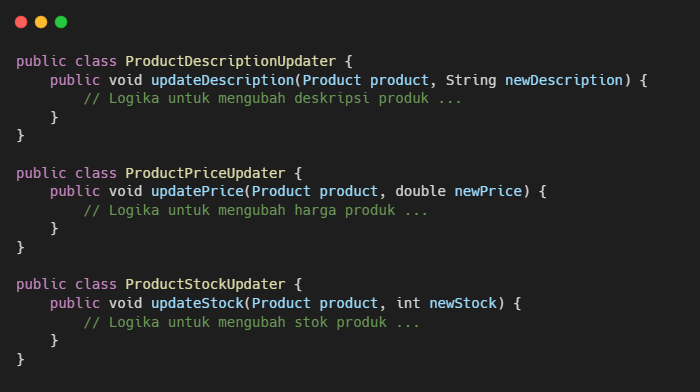 public class ProductDescriptionUpdater {
    public void updateDescription(Product product, String newDescription) {
        // Logika untuk mengubah deskripsi produk ...
    }
}

public class ProductPriceUpdater {
    public void updatePrice(Product product, double newPrice) {
        // Logika untuk mengubah harga produk ...
    }
}

public class ProductStockUpdater {
    public void updateStock(Product product, int newStock) {
        // Logika untuk mengubah stok produk ...
    }
}